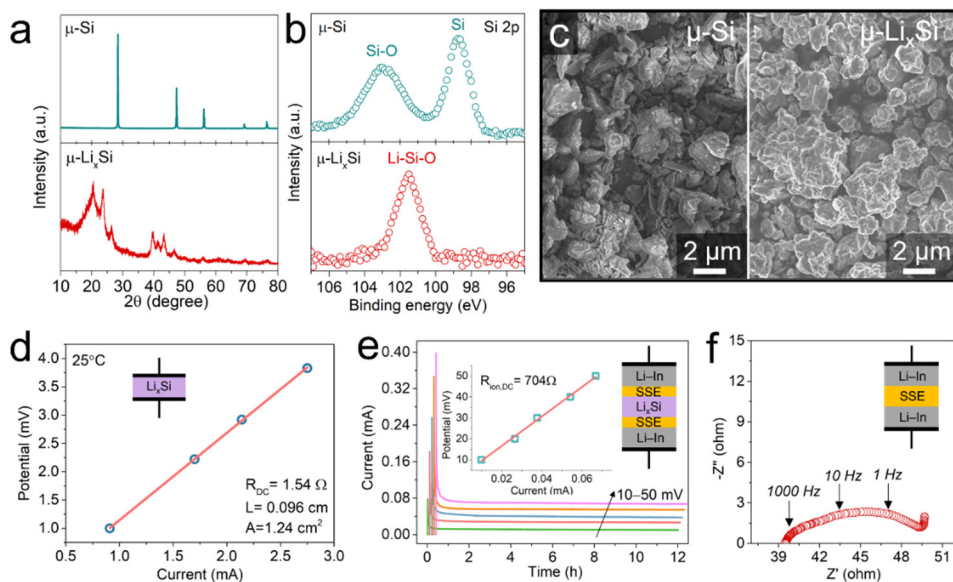 a
μ-Si
μ-LiₓSi
Intensity (a.u.)
10 20 30 40 50 60 70 80
2θ (degree)
b
μ-Si
Si 2p
Si-O
Si
μ-LiₓSi
Li-Si-O
Intensity (a.u.)
106 104 102 100 98 96
Binding energy (eV)
c
μ-Si
μ-LiₓSi
2 μm
2 μm
d
25°C
LiₓSi
Potential (mV)
4.0
3.5
3.0
2.5
2.0
1.5
1.0
R_DC= 1.54 Ω
L= 0.096 cm
A=1.24 cm²
0.5 1.0 1.5 2.0 2.5 3.0
Current (mA)
e
Current (mA)
0.40
0.32
0.24
0.16
0.08
0.00
Potential (mV)
50
40
30
20
10
R_ion,DC= 704Ω
0.02 0.04 0.06
Current (mA)
Li–In
SSE
LiₓSi
SSE
Li–In
10–50 mV
0 2 4 6 8 10 12
Time (h)
f
-Z'' (ohm)
15
12
9
6
3
0
Li–In
SSE
Li–In
1000 Hz
10 Hz
1 Hz
39 42 45 48 51
Z' (ohm)